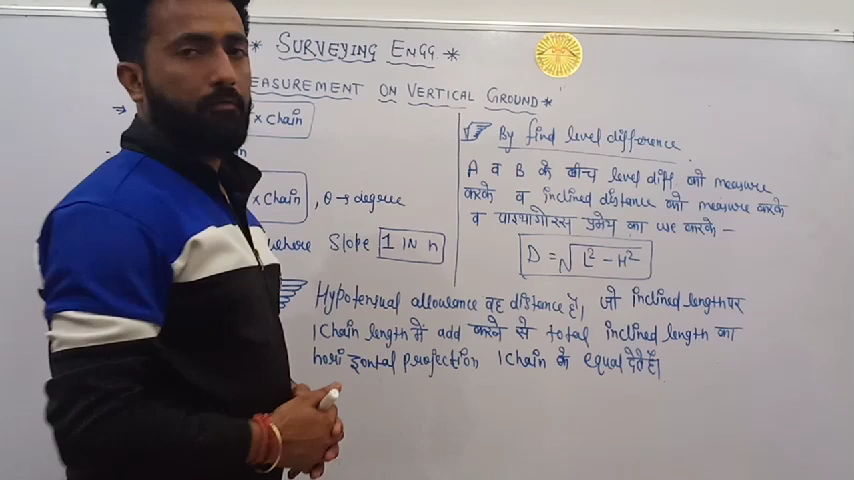 * SURVEYING ENGG *
EASUREMENT ON VERTICAL GROUND *
→ x chain
x chain , θ → degree
where Slope 1 IN n
By find level difference
A व B के बीच level diff. को measure
करके व inclined distance को measure करके
व पाइथागोरस प्रमेय का use करके –
D = √L² – H²
Hypotensual allowance वह distance है, जो inclined length पर
1 Chain length में add करने से total inclined length का
horizontal projection 1 chain के equal देते है।